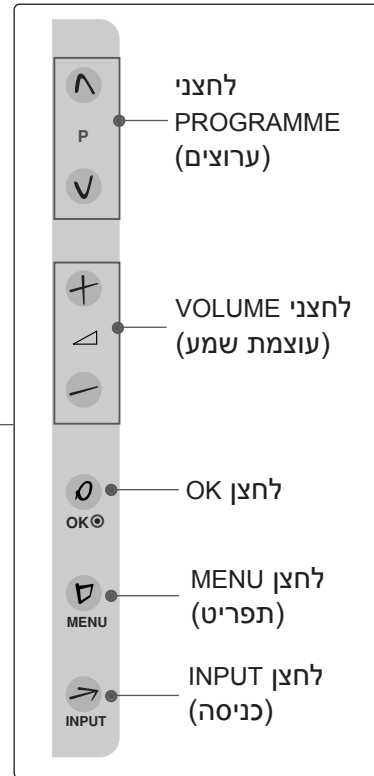 לחצני
PROGRAMME
(ערוצים)
P
לחצני VOLUME
(עוצמת שמע)
לחצן OK
OK
לחצן MENU
(תפריט)
MENU
לחצן INPUT
(כניסה)
INPUT